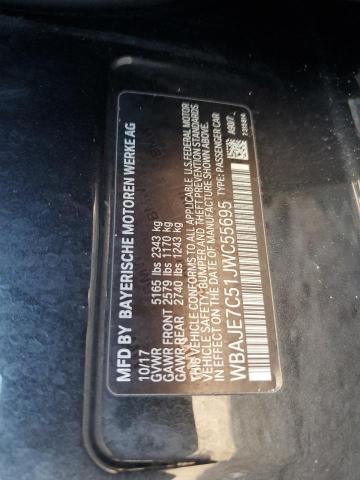 MFD BY BAYERISCHE MOTOREN WERKE AG
10/17
GVWR 5165 lbs 2343 kg
GAWR FRONT 2579 lbs 1170 kg
GAWR REAR 2740 lbs 1243 kg
THIS VEHICLE CONFORMS TO ALL APPLICABLE U.S. FEDERAL MOTOR
VEHICLE SAFETY, BUMPER AND THEFT PREVENTION STANDARDS
IN EFFECT ON THE DATE OF MANUFACTURE SHOWN ABOVE.
WBAJE7C51JWC55695 TYPE: PASSENGER CAR